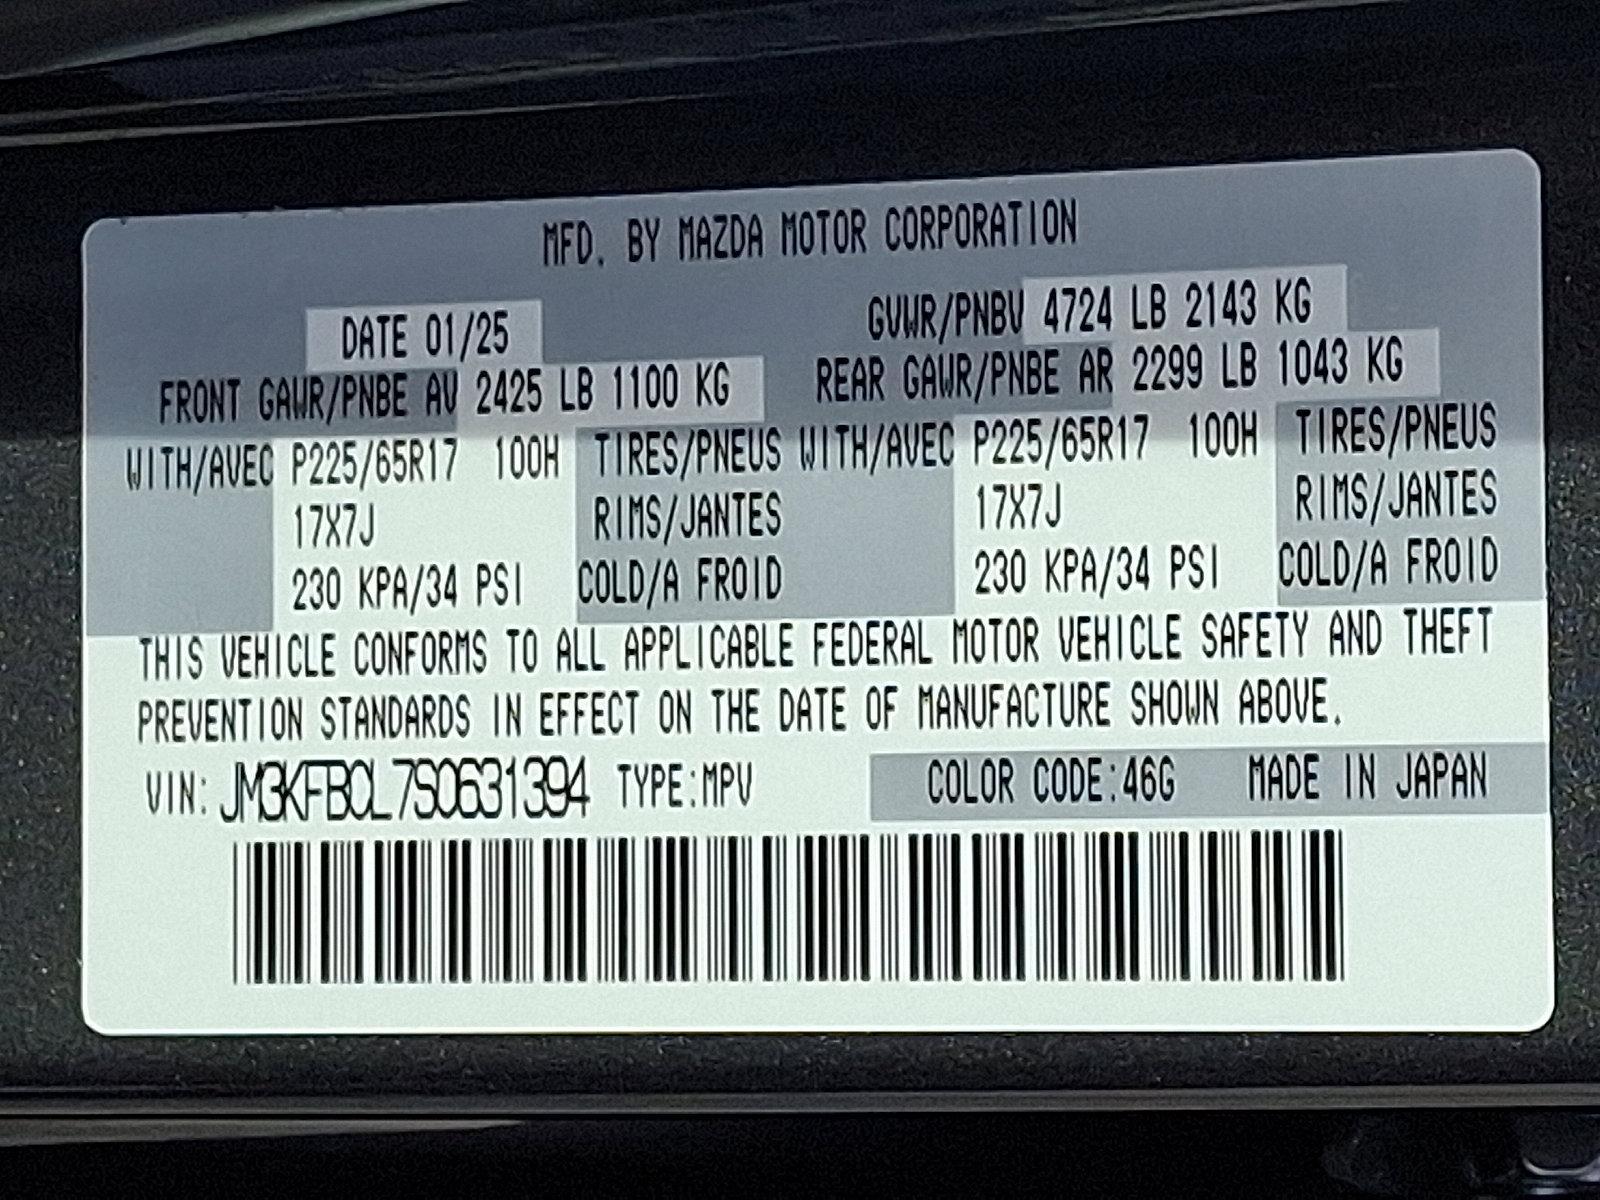 MFD. BY MAZDA MOTOR CORPORATION
DATE 01/25 GVWR/PNBV 4724 LB 2143 KG
FRONT GAWR/PNBE AV 2425 LB 1100 KG REAR GAWR/PNBE AR 2299 LB 1043 KG
WITH/AVEC P225/65R17 100H TIRES/PNEUS WITH/AVEC P225/65R17 100H TIRES/PNEUS
17X7J RIMS/JANTES 17X7J RIMS/JANTES
230 KPA/34 PSI COLD/A FROID 230 KPA/34 PSI COLD/A FROID
THIS VEHICLE CONFORMS TO ALL APPLICABLE FEDERAL MOTOR VEHICLE SAFETY AND THEFT
PREVENTION STANDARDS IN EFFECT ON THE DATE OF MANUFACTURE SHOWN ABOVE.
VIN: JM3KFBCL7S0631394 TYPE:MPV COLOR CODE:46G MADE IN JAPAN